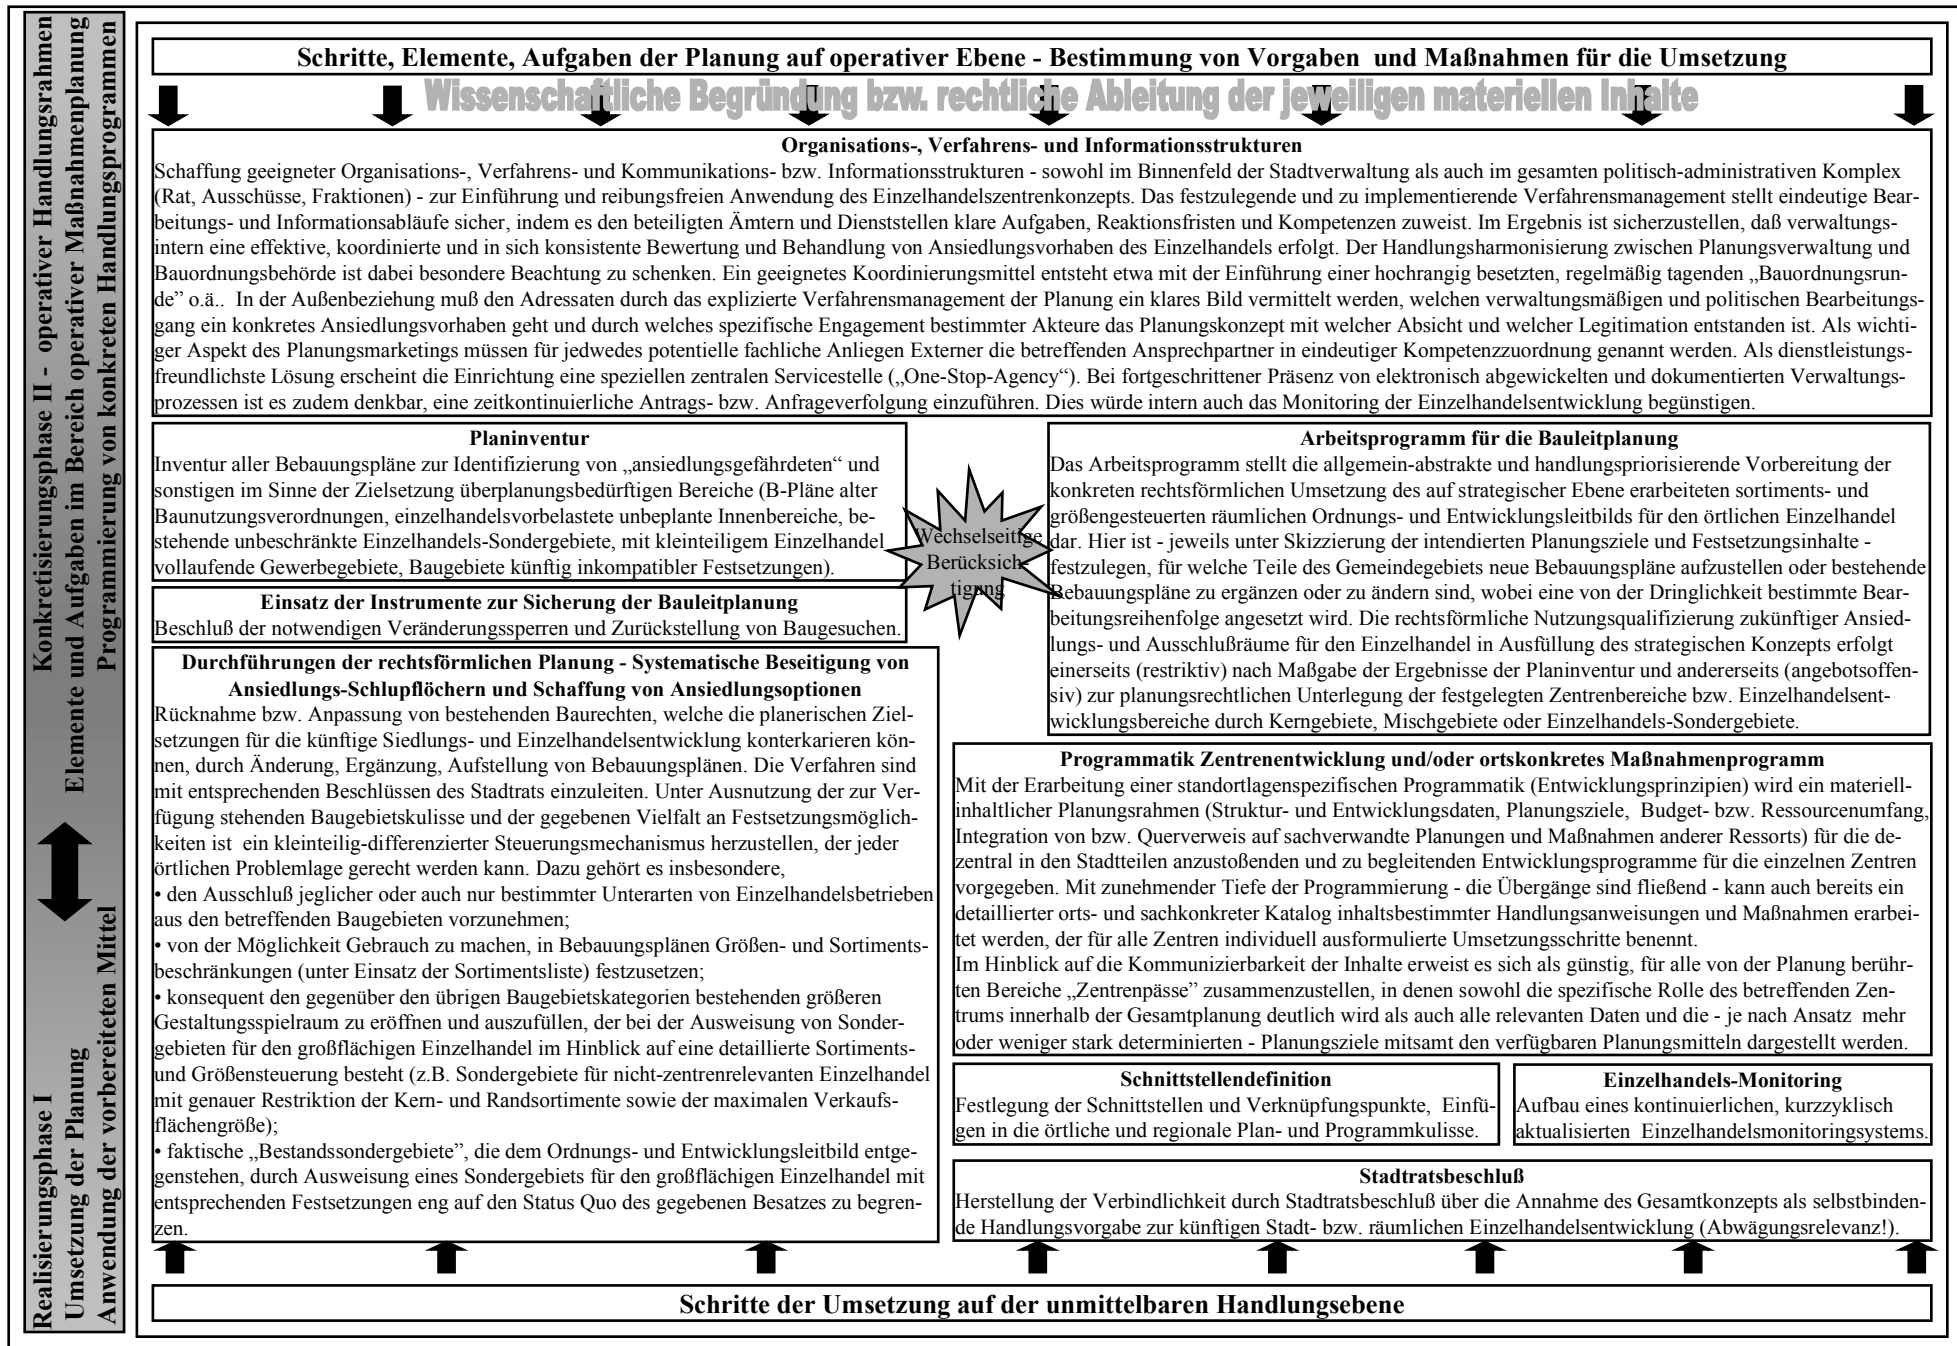 Konkretisierungsphase II - operativer Handlungsrahmen
Elemente und Aufgaben im Bereich operativer Maßnahmenplanung
Programmierung von konkreten Handlungsprogrammen
Realisierungsphase I
Umsetzung der Planung
Anwendung der vorbereiteten Mittel
Schritte, Elemente, Aufgaben der Planung auf operativer Ebene - Bestimmung von Vorgaben und Maßnahmen für die Umsetzung
Wissenschaftliche Begründung bzw. rechtliche Ableitung der jeweiligen materiellen Inhalte
Organisations-, Verfahrens- und Informationsstrukturen
Schaffung geeigneter Organisations-, Verfahrens- und Kommunikations- bzw. Informationsstrukturen - sowohl im Binnenfeld der Stadtverwaltung als auch im gesamten politisch-administrativen Komplex
(Rat, Ausschüsse, Fraktionen) - zur Einführung und reibungsfreien Anwendung des Einzelhandelszentrenkonzepts. Das festzulegende und zu implementierende Verfahrensmanagement stellt eindeutige Bear-
beitungs- und Informationsabläufe sicher, indem es den beteiligten Ämtern und Dienststellen klare Aufgaben, Reaktionsfristen und Kompetenzen zuweist. Im Ergebnis ist sicherzustellen, daß verwaltungs-
intern eine effektive, koordinierte und in sich konsistente Bewertung und Behandlung von Ansiedlungsvorhaben des Einzelhandels erfolgt. Der Handlungsharmonisierung zwischen Planungsverwaltung und
Bauordnungsbehörde ist dabei besondere Beachtung zu schenken. Ein geeignetes Koordinierungsmittel entsteht etwa mit der Einführung einer hochrangig besetzten, regelmäßig tagenden „Bauordnungsrun-
de” o.ä.. In der Außenbeziehung muß den Adressaten durch das explizierte Verfahrensmanagement der Planung ein klares Bild vermittelt werden, welchen verwaltungsmäßigen und politischen Bearbeitungs-
gang ein konkretes Ansiedlungsvorhaben geht und durch welches spezifische Engagement bestimmter Akteure das Planungskonzept mit welcher Absicht und welcher Legitimation entstanden ist. Als wichti-
ger Aspekt des Planungsmarketings müssen für jedwedes potentielle fachliche Anliegen Externer die betreffenden Ansprechpartner in eindeutiger Kompetenzzuordnung genannt werden. Als dienstleistungs-
freundlichste Lösung erscheint die Einrichtung eine speziellen zentralen Servicestelle („One-Stop-Agency“). Bei fortgeschrittener Präsenz von elektronisch abgewickelten und dokumentierten Verwaltungs-
prozessen ist es zudem denkbar, eine zeitkontinuierliche Antrags- bzw. Anfrageverfolgung einzuführen. Dies würde intern auch das Monitoring der Einzelhandelsentwicklung begünstigen.
Planinventur
Inventur aller Bebauungspläne zur Identifizierung von „ansiedlungsgefährdeten“ und
sonstigen im Sinne der Zielsetzung überplanungsbedürftigen Bereiche (B-Pläne alter
Baunutzungsverordnungen, einzelhandelsvorbelastete unbeplante Innenbereiche, be-
stehende unbeschränkte Einzelhandels-Sondergebiete, mit kleinteiligem Einzelhandel
vollaufende Gewerbegebiete, Baugebiete künftig inkompatibler Festsetzungen).
Einsatz der Instrumente zur Sicherung der Bauleitplanung
Beschluß der notwendigen Veränderungssperren und Zurückstellung von Baugesuchen.
Wechselseitige
Berücksich-
tigung
Arbeitsprogramm für die Bauleitplanung
Das Arbeitsprogramm stellt die allgemein-abstrakte und handlungspriorisierende Vorbereitung der
konkreten rechtsförmlichen Umsetzung des auf strategischer Ebene erarbeiteten sortiments- und
größengesteuerten räumlichen Ordnungs- und Entwicklungsleitbilds für den örtlichen Einzelhandel
dar. Hier ist - jeweils unter Skizzierung der intendierten Planungsziele und Festsetzungsinhalte -
festzulegen, für welche Teile des Gemeindegebiets neue Bebauungspläne aufzustellen oder bestehende
Bebauungspläne zu ergänzen oder zu ändern sind, wobei eine von der Dringlichkeit bestimmte Bear-
beitungsreihenfolge angesetzt wird. Die rechtsförmliche Nutzungsqualifizierung zukünftiger Ansied-
lungs- und Ausschlußräume für den Einzelhandel in Ausfüllung des strategischen Konzepts erfolgt
einerseits (restriktiv) nach Maßgabe der Ergebnisse der Planinventur und andererseits (angebotsoffen-
siv) zur planungsrechtlichen Unterlegung der festgelegten Zentrenbereiche bzw. Einzelhandelsent-
wicklungsbereiche durch Kerngebiete, Mischgebiete oder Einzelhandels-Sondergebiete.
Durchführungen der rechtsförmlichen Planung - Systematische Beseitigung von
Ansiedlungs-Schlupflöchern und Schaffung von Ansiedlungsoptionen
Rücknahme bzw. Anpassung von bestehenden Baurechten, welche die planerischen Ziel-
setzungen für die künftige Siedlungs- und Einzelhandelsentwicklung konterkarieren kön-
nen, durch Änderung, Ergänzung, Aufstellung von Bebauungsplänen. Die Verfahren sind
mit entsprechenden Beschlüssen des Stadtrats einzuleiten. Unter Ausnutzung der zur Ver-
fügung stehenden Baugebietskulisse und der gegebenen Vielfalt an Festsetzungsmöglich-
keiten ist ein kleinteilig-differenzierter Steuerungsmechanismus herzustellen, der jeder
örtlichen Problemlage gerecht werden kann. Dazu gehört es insbesondere,
• den Ausschluß jeglicher oder auch nur bestimmter Unterarten von Einzelhandelsbetrieben
aus den betreffenden Baugebieten vorzunehmen;
• von der Möglichkeit Gebrauch zu machen, in Bebauungsplänen Größen- und Sortiments-
beschränkungen (unter Einsatz der Sortimentsliste) festzusetzen;
• konsequent den gegenüber den übrigen Baugebietskategorien bestehenden größeren
Gestaltungsspielraum zu eröffnen und auszufüllen, der bei der Ausweisung von Sonder-
gebieten für den großflächigen Einzelhandel im Hinblick auf eine detaillierte Sortiments-
und Größensteuerung besteht (z.B. Sondergebiete für nicht-zentrenrelevanten Einzelhandel
mit genauer Restriktion der Kern- und Randsortimente sowie der maximalen Verkaufs-
flächengröße);
• faktische „Bestandssondergebiete”, die dem Ordnungs- und Entwicklungsleitbild entge-
genstehen, durch Ausweisung eines Sondergebiets für den großflächigen Einzelhandel mit
entsprechenden Festsetzungen eng auf den Status Quo des gegebenen Besatzes zu begren-
zen.
Programmatik Zentrenentwicklung und/oder ortskonkretes Maßnahmenprogramm
Mit der Erarbeitung einer standortlagenspezifischen Programmatik (Entwicklungsprinzipien) wird ein materiell-
inhaltlicher Planungsrahmen (Struktur- und Entwicklungsdaten, Planungsziele, Budget- bzw. Ressourcenumfang,
Integration von bzw. Querverweis auf sachverwandte Planungen und Maßnahmen anderer Ressorts) für die de-
zentral in den Stadtteilen anzustoßenden und zu begleitenden Entwicklungsprogramme für die einzelnen Zentren
vorgegeben. Mit zunehmender Tiefe der Programmierung - die Übergänge sind fließend - kann auch bereits ein
detaillierter orts- und sachkonkreter Katalog inhaltsbestimmter Handlungsanweisungen und Maßnahmen erarbei-
tet werden, der für alle Zentren individuell ausformulierte Umsetzungsschritte benennt.
Im Hinblick auf die Kommunizierbarkeit der Inhalte erweist es sich als günstig, für alle von der Planung berühr-
ten Bereiche „Zentrenpässe” zusammenzustellen, in denen sowohl die spezifische Rolle des betreffenden Zen-
trums innerhalb der Gesamtplanung deutlich wird als auch alle relevanten Daten und die - je nach Ansatz mehr
oder weniger stark determinierten - Planungsziele mitsamt den verfügbaren Planungsmitteln dargestellt werden.
Schnittstellendefinition
Festlegung der Schnittstellen und Verknüpfungspunkte, Einfü-
gen in die örtliche und regionale Plan- und Programmkulisse.
Einzelhandels-Monitoring
Aufbau eines kontinuierlichen, kurzzyklisch
aktualisierten Einzelhandelsmonitoringsystems.
Stadtratsbeschluß
Herstellung der Verbindlichkeit durch Stadtratsbeschluß über die Annahme des Gesamtkonzepts als selbstbinden-
de Handlungsvorgabe zur künftigen Stadt- bzw. räumlichen Einzelhandelsentwicklung (Abwägungsrelevanz!).
Schritte der Umsetzung auf der unmittelbaren Handlungsebene